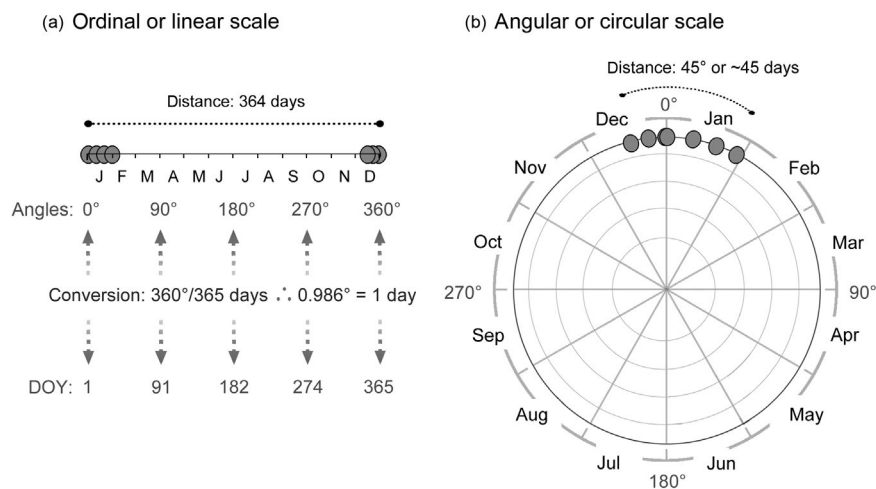 (a) Ordinal or linear scale
Distance: 364 days
J F M A M J J A S O N D
Angles: 0° 90° 180° 270° 360°
Conversion: 360°/365 days ∴ 0.986° = 1 day
DOY: 1 91 182 274 365
(b) Angular or circular scale
Distance: 45° or ~45 days
0°
Dec Jan
Nov Feb
Oct Mar
270° 90°
Sep Apr
Aug May
Jul Jun
180°